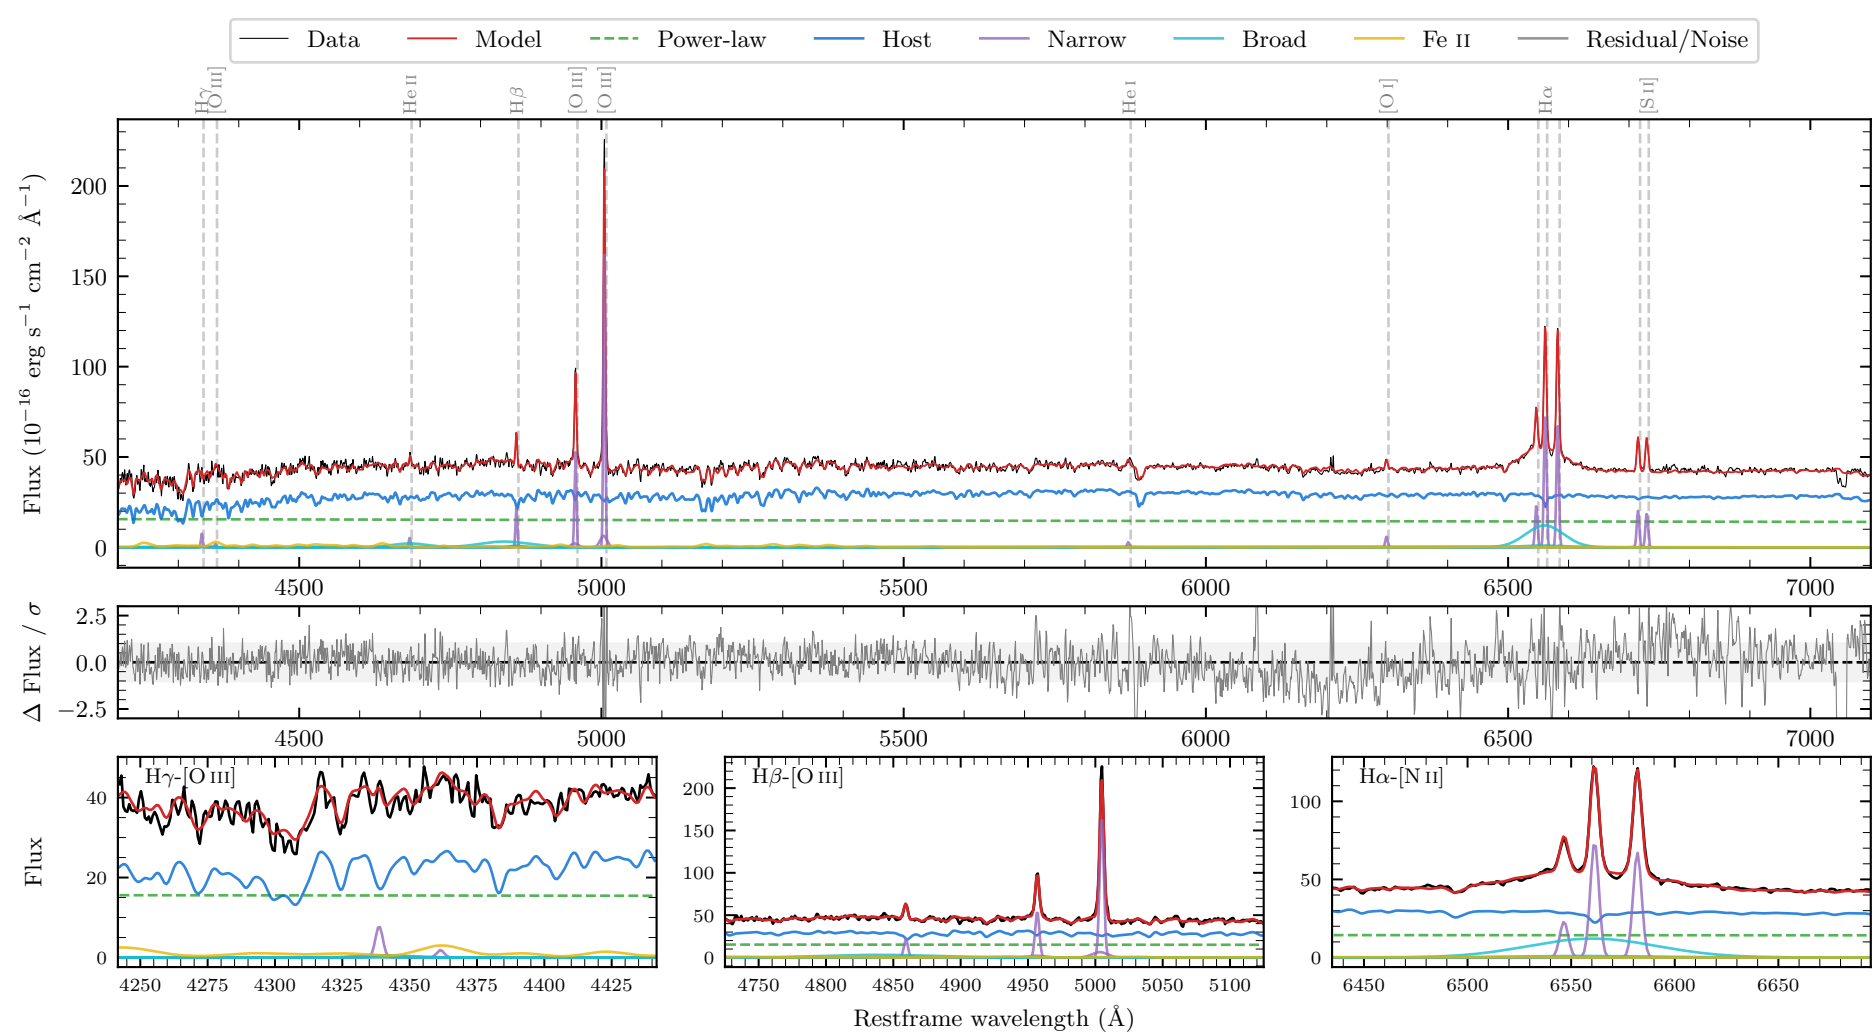 Data Model Power-law Host Narrow Broad Fe II Residual/Noise
Hγ [O III] He II Hβ [O III] [O III] He I [O I] Hα [S II]
Flux (10⁻¹⁶ erg s⁻¹ cm⁻² Å⁻¹)
200
150
100
50
0
4500 5000 5500 6000 6500 7000
Δ Flux / σ
2.5
0.0
−2.5
4500 5000 5500 6000 6500 7000
Flux
Hγ-[O III]
40
20
0
4250 4275 4300 4325 4350 4375 4400 4425
Hβ-[O III]
200
150
100
50
0
4750 4800 4850 4900 4950 5000 5050 5100
Hα-[N II]
100
50
0
6450 6500 6550 6600 6650
Restframe wavelength (Å)